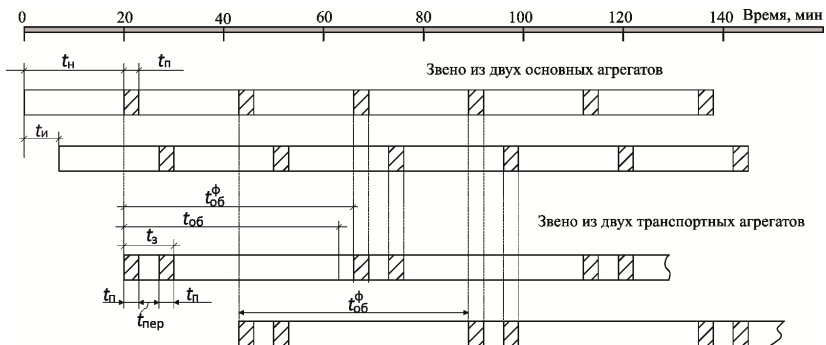 0 20 40 60 80 100 120 140 Время, мин
tн tп Звено из двух основных агрегатов
tи
tобф
tоб Звено из двух транспортных агрегатов
tз
tп tп
tпер tобф